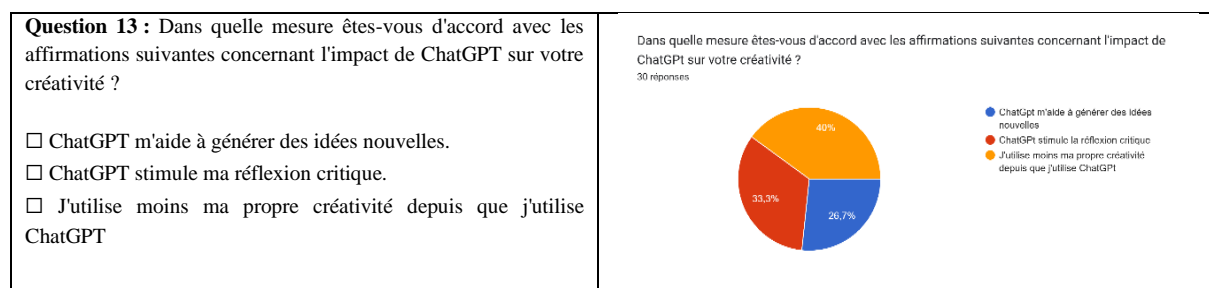 Question 13 : Dans quelle mesure êtes-vous d'accord avec les
affirmations suivantes concernant l'impact de ChatGPT sur votre
créativité ?
☐ ChatGPT m'aide à générer des idées nouvelles.
☐ ChatGPT stimule ma réflexion critique.
☐ J'utilise moins ma propre créativité depuis que j'utilise
ChatGPT
Dans quelle mesure êtes-vous d'accord avec les affirmations suivantes concernant l'impact de
ChatGPt sur votre créativité ?
30 réponses
40%
33,3%
26,7%
ChatGpt m'aide à générer des idées
nouvelles
ChatGPt stimule la réflexion critique
J'utilise moins ma propre créativité
depuis que j'utilise ChatGPt